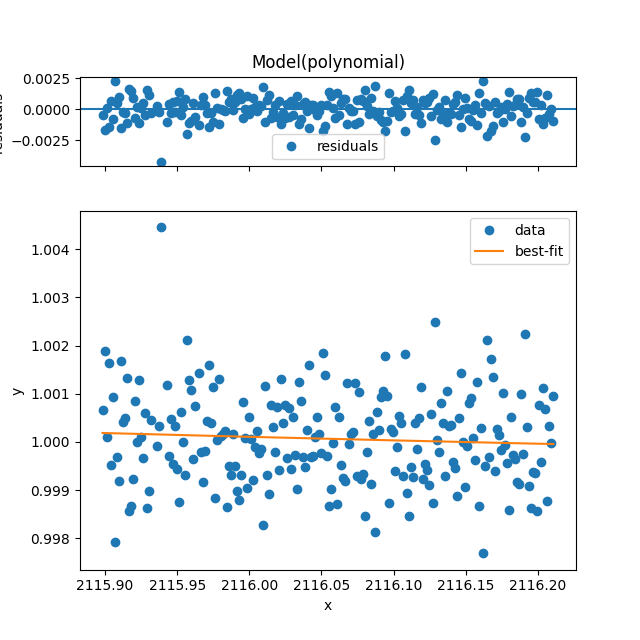 Model(polynomial)
0.0025
0.0000
−0.0025
residuals
residuals
1.004
1.003
1.002
1.001
1.000
0.999
0.998
y
data
best-fit
2115.90 2115.95 2116.00 2116.05 2116.10 2116.15 2116.20
x